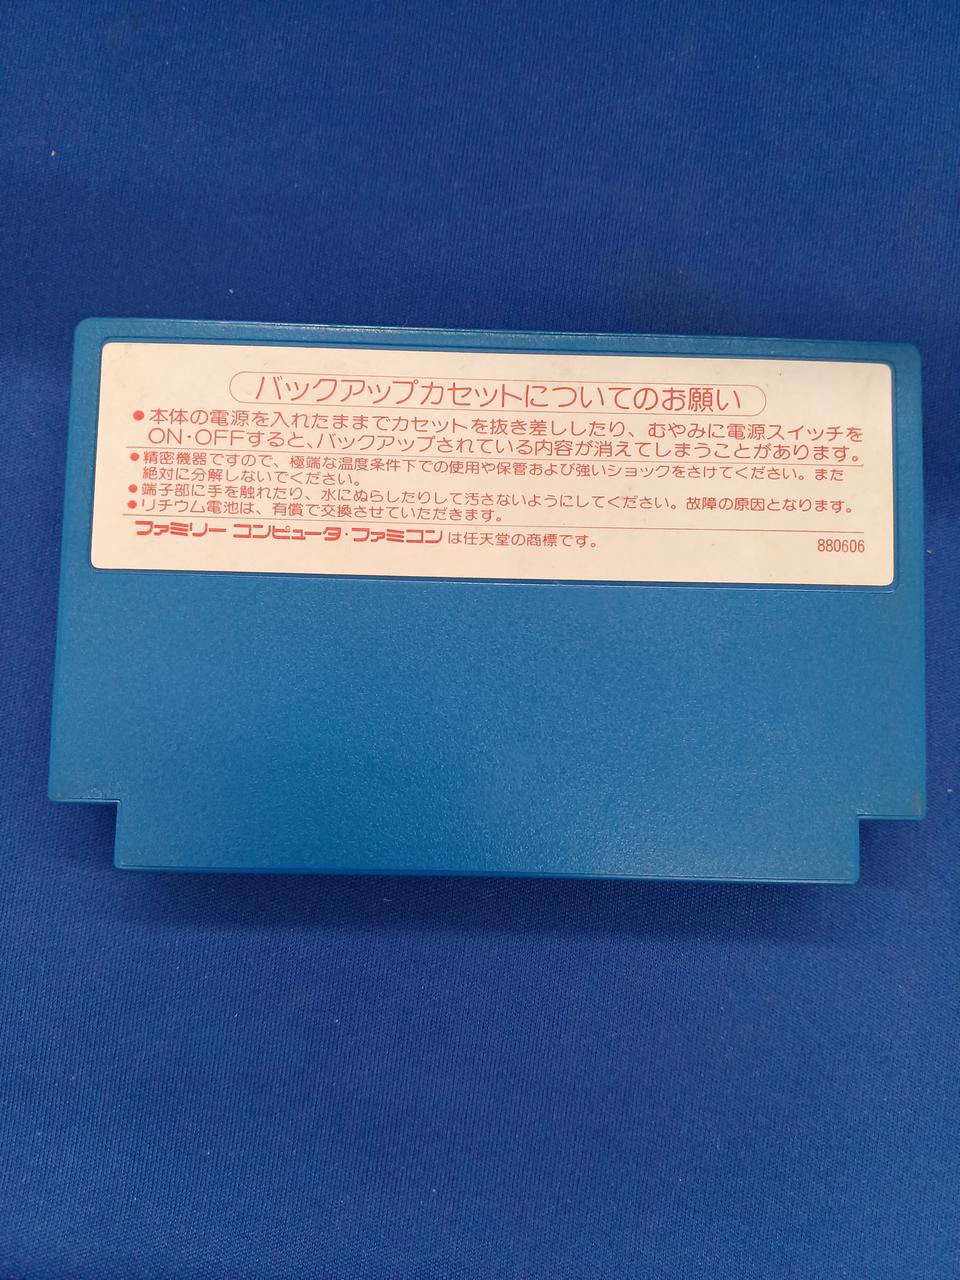 バックアップカセットについてのお願い
●本体の電源を入れたままでカセットを抜き差ししたり、むやみに電源スイッチを
ON・OFFすると、バックアップされている内容が消えてしまうことがあります。
●精密機器ですので、極端な温度条件下での使用や保管および強いショックをさけてください。また
絶対に分解しないでください。
●端子部に手を触れたり、水にぬらしたりして汚さないようにしてください。故障の原因となります。
●リチウム電池は、有償で交換させていただきます。
ファミリー コンピュータ・ファミコンは任天堂の商標です。
880606